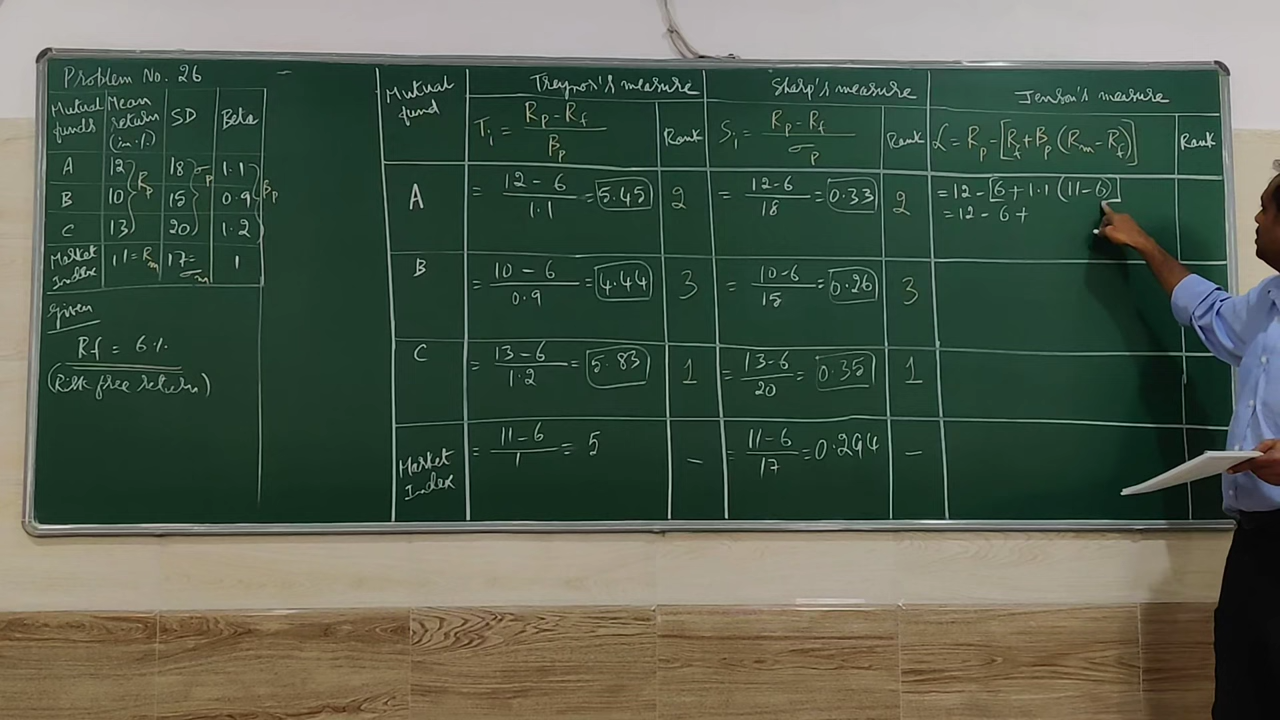 Problem No. 26
Mutual funds Mean return (in %) SD Beta
A 12 18 1.1
B 10 15 0.9
C 13 20 1.2
Rp σp βp
Market Index 11 = Rm 17 = σm 1
Given
Rf = 6%
(Risk free return)
Mutual fund Treynor's measure Sharp's measure Jenson's measure
Ti = Rp - Rf / Bp Rank Si = Rp - Rf / σp Rank α = Rp - [Rf + Bp (Rm - Rf)] Rank
A = 12 - 6 / 1.1 = 5.45 2 = 12-6 / 18 = 0.33 2 = 12 - [6 + 1.1 (11 - 6)]
= 12 - 6 +
B = 10 - 6 / 0.9 = 4.44 3 = 10-6 / 15 = 0.26 3
C = 13 - 6 / 1.2 = 5.83 1 = 13-6 / 20 = 0.35 1
Market Index = 11 - 6 / 1 = 5 - = 11-6 / 17 = 0.294 -